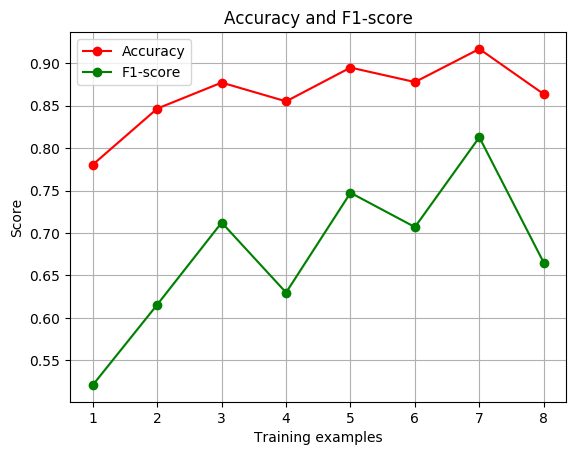 Accuracy and F1-score
Accuracy
F1-score
Score
0.90
0.85
0.80
0.75
0.70
0.65
0.60
0.55
1 2 3 4 5 6 7 8
Training examples